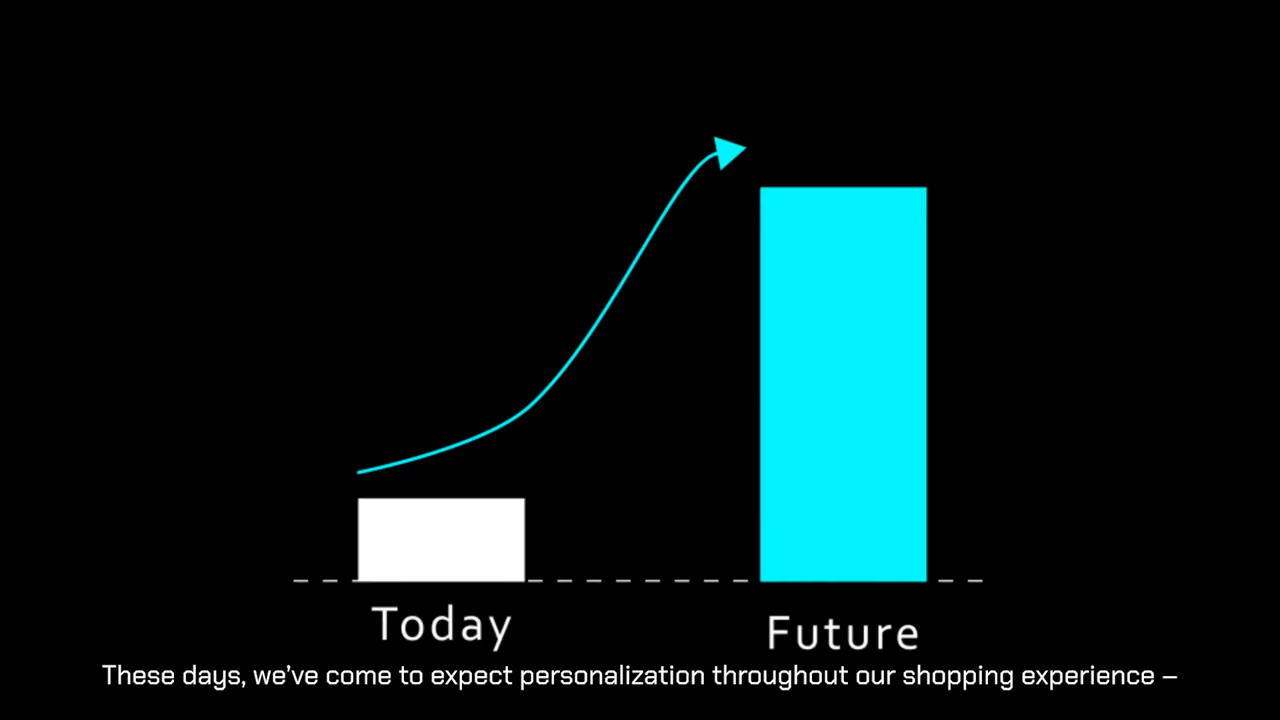 Today
Future
These days, we’ve come to expect personalization throughout our shopping experience –